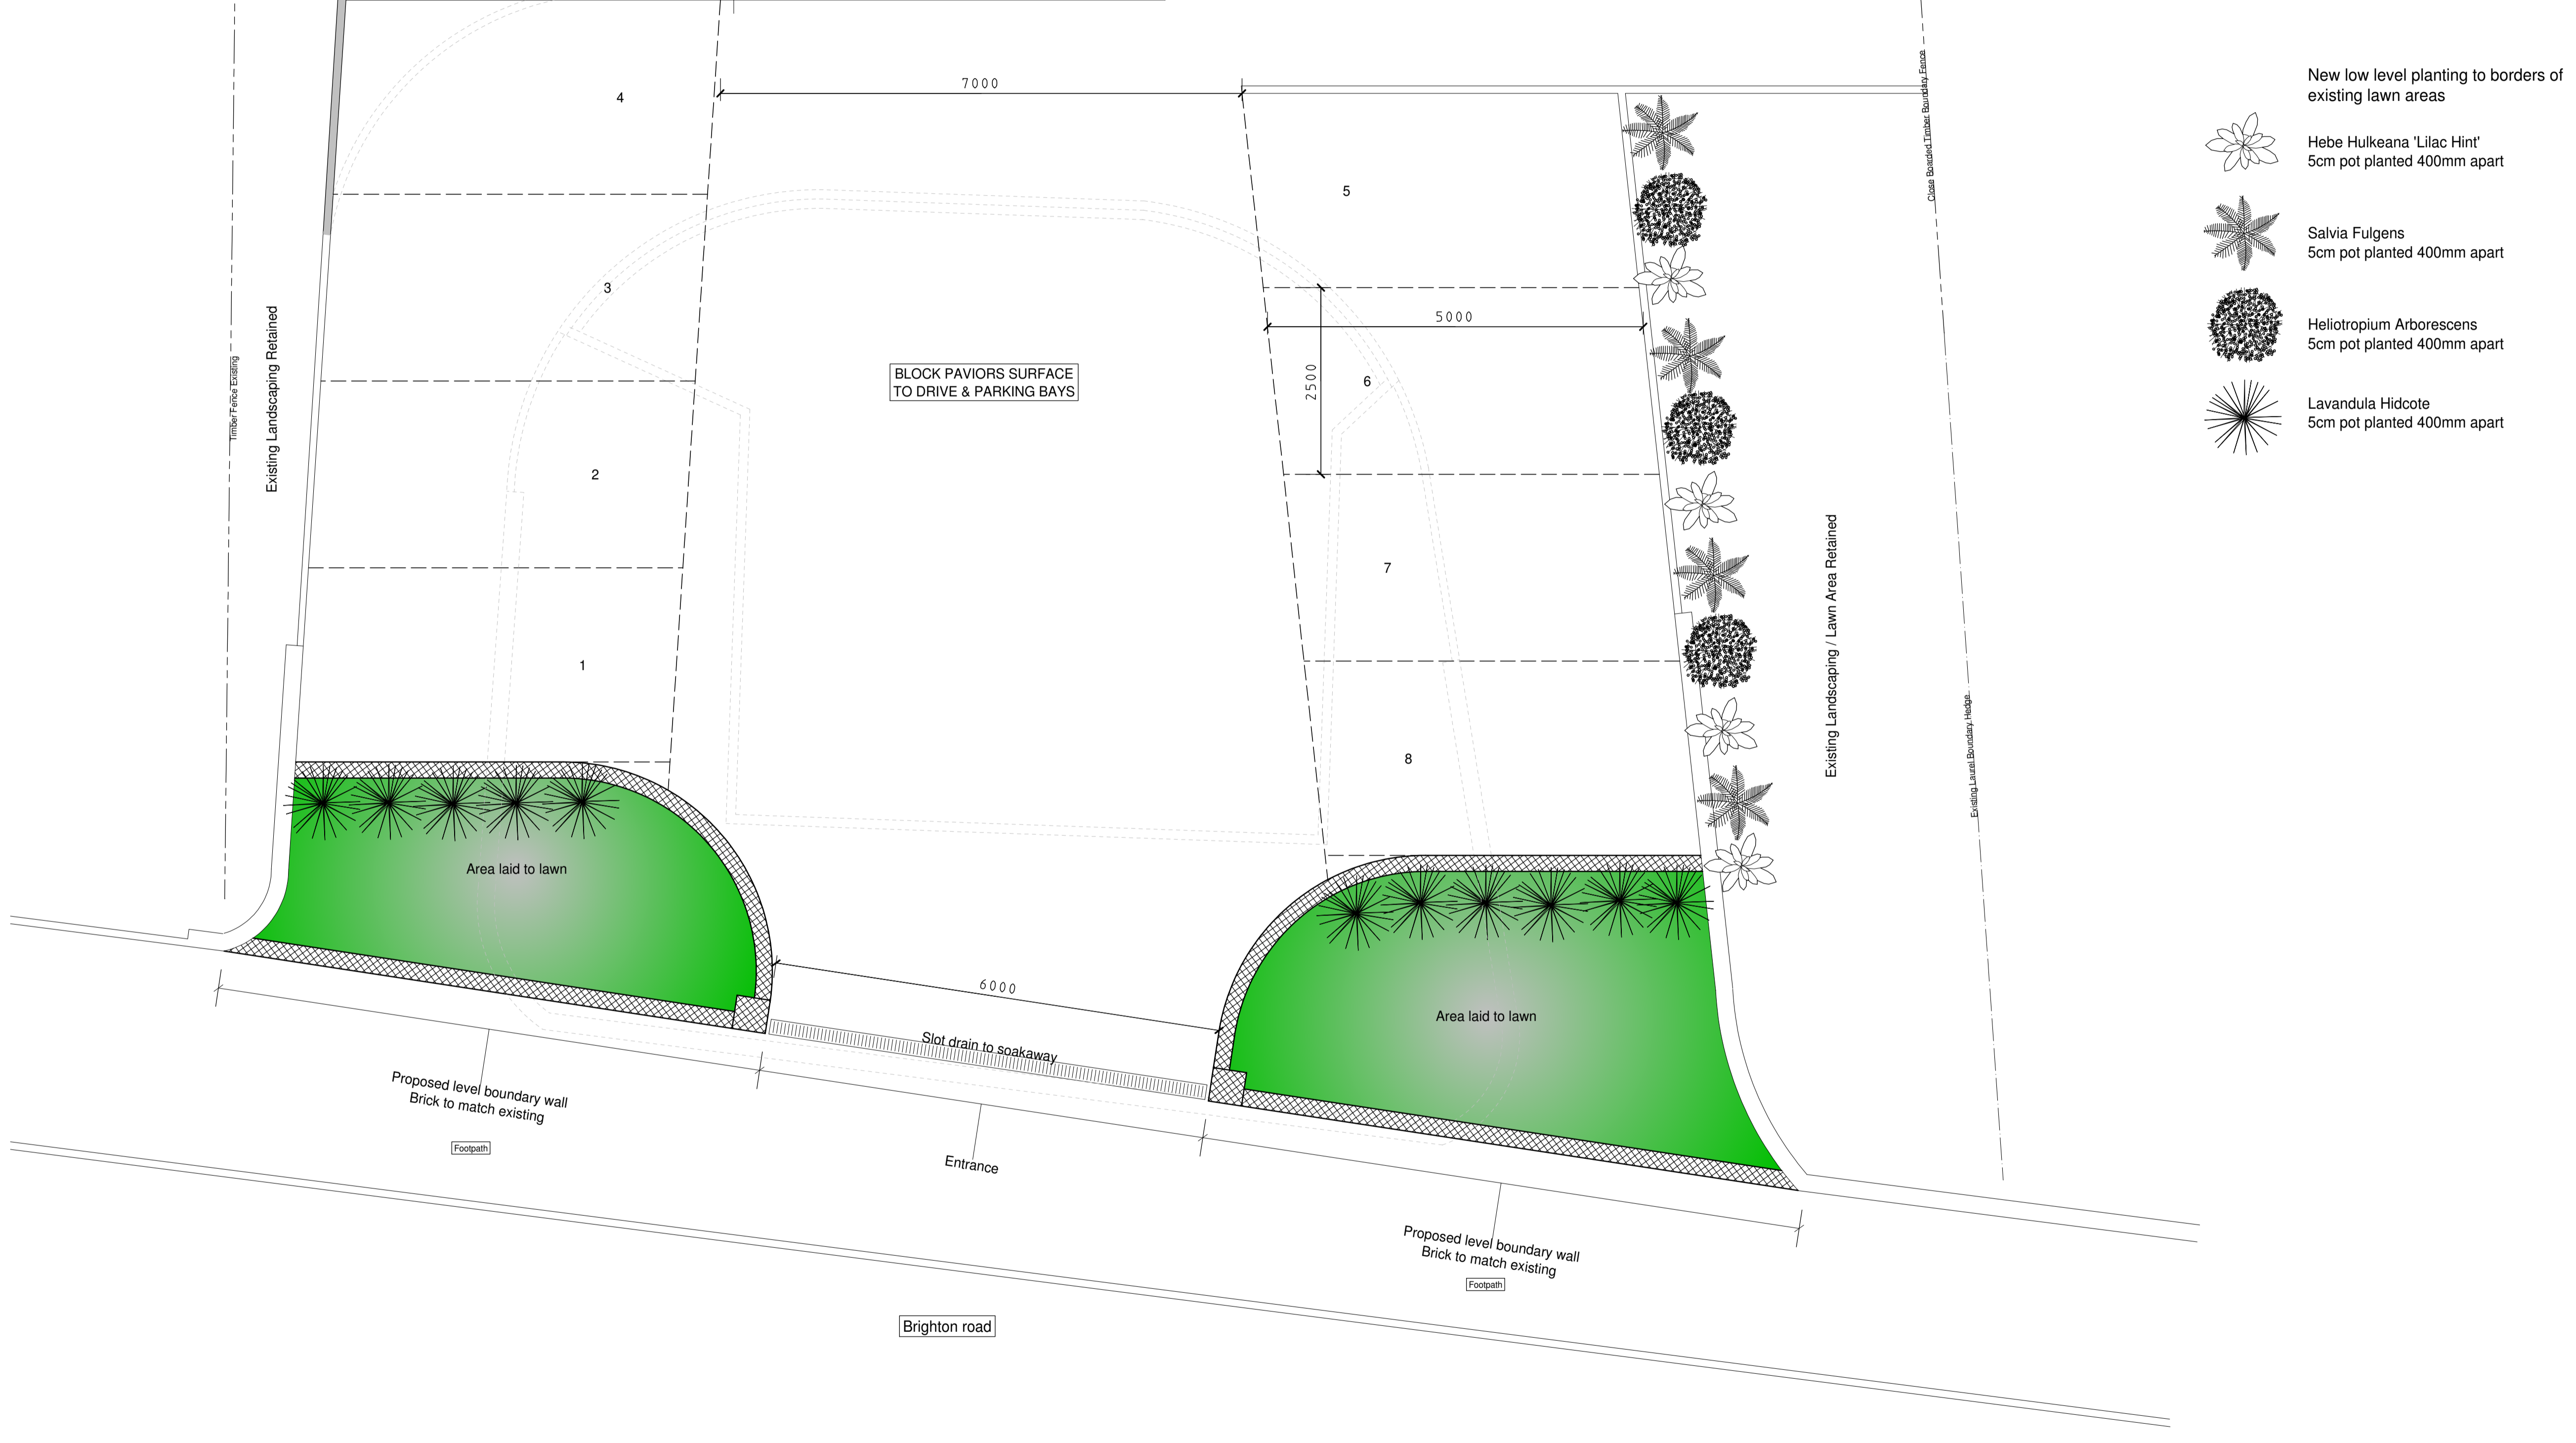 4
7000
New low level planting to borders of
existing lawn areas
Close Boarded Timber Boundary Fence
Hebe Hulkeana 'Lilac Hint'
5cm pot planted 400mm apart
5
Salvia Fulgens
5cm pot planted 400mm apart
3
5000
Heliotropium Arborescens
5cm pot planted 400mm apart
Timber Fence Existing
Existing Landscaping Retained
BLOCK PAVIORS SURFACE
TO DRIVE & PARKING BAYS
2500
6
Lavandula Hidcote
5cm pot planted 400mm apart
2
7
Existing Landscaping / Lawn Area Retained
1
8
Existing Laurel Boundary Hedge
Area laid to lawn
6000
Area laid to lawn
Slot drain to soakaway
Proposed level boundary wall
Brick to match existing
Footpath
Entrance
Proposed level boundary wall
Brick to match existing
Footpath
Brighton road